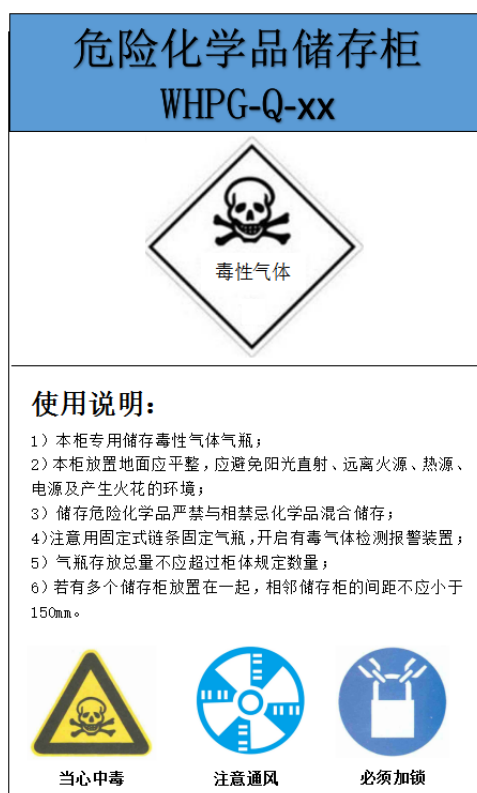 危险化学品储存柜
WHPG-Q-xx
毒性气体
使用说明：
1）本柜专用储存毒性气体气瓶；
2）本柜放置地面应平整，应避免阳光直射、远离火源、热源、
电源及产生火花的环境；
3）储存危险化学品严禁与相禁忌化学品混合储存；
4）注意用固定式链条固定气瓶，开启有毒气体检测报警装置；
5）气瓶存放总量不应超过柜体规定数量；
6）若有多个储存柜放置在一起，相邻储存柜的间距不应小于
150mm。
当心中毒 注意通风 必须加锁